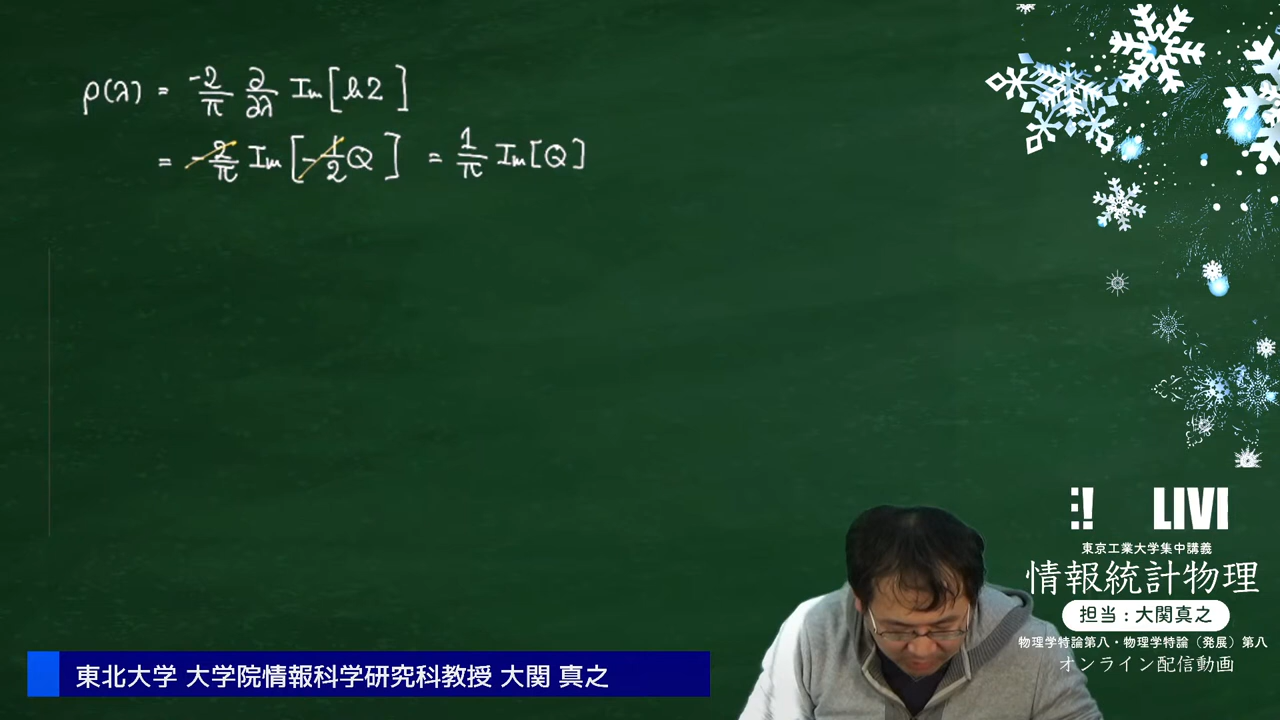 ρ(λ) = -2/π ∂/∂λ Im[ln Z]
= -2/π Im[-1/2 Q] = 1/π Im[Q]
LIVI
東京工業大学集中講義
情報統計物理
担当：大関真之
物理学特論第八・物理学特論（発展）第八
オンライン配信動画
東北大学 大学院情報科学研究科教授 大関 真之